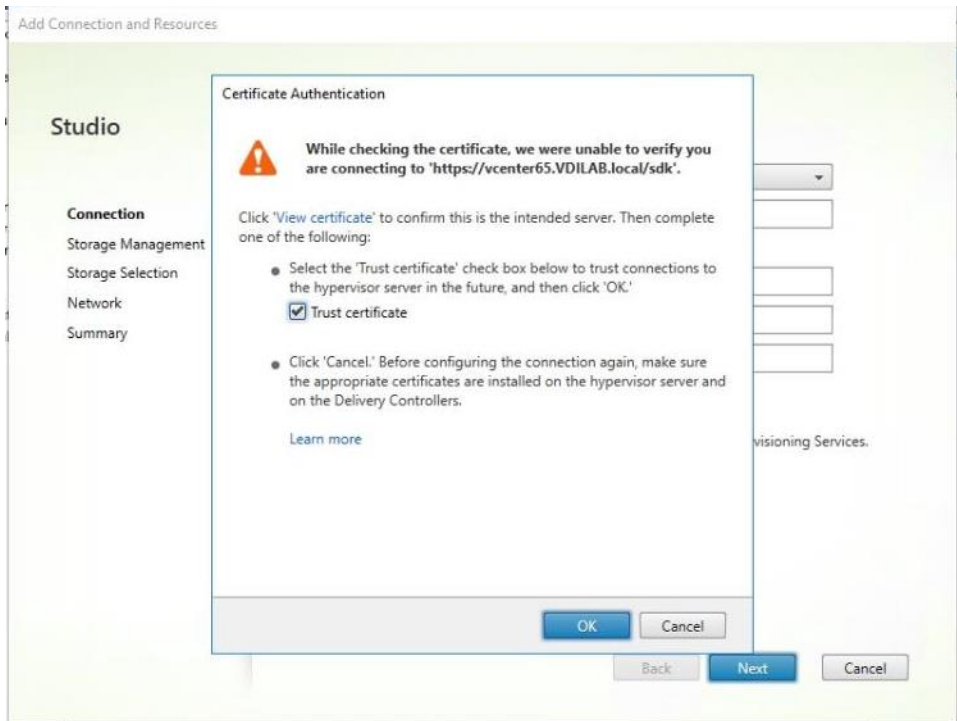 Add Connection and Resources
Studio
Connection
Storage Management
Storage Selection
Network
Summary
Certificate Authentication
While checking the certificate, we were unable to verify you
are connecting to 'https://vcenter65.VDILAB.local/sdk'.
Click 'View certificate' to confirm this is the intended server. Then complete
one of the following:
Select the 'Trust certificate' check box below to trust connections to
the hypervisor server in the future, and then click 'OK.'
Trust certificate
Click 'Cancel.' Before configuring the connection again, make sure
the appropriate certificates are installed on the hypervisor server and
on the Delivery Controllers.
Learn more
visioning Services.
OK
Cancel
Back
Next
Cancel